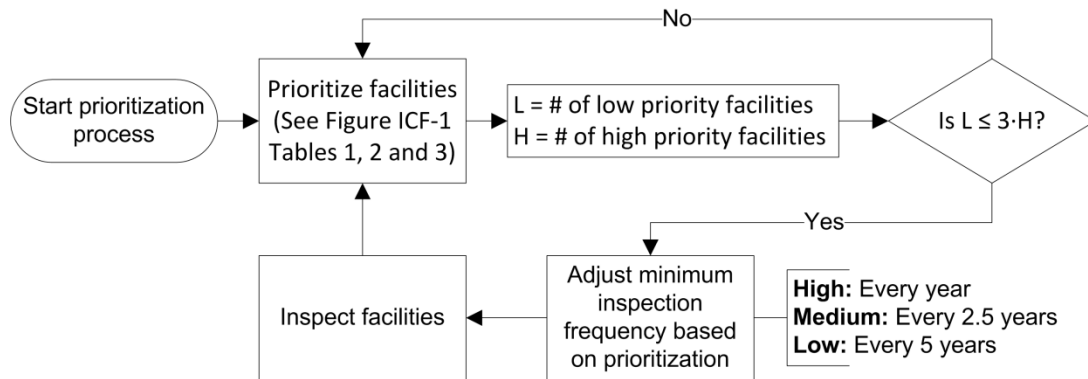 No
Start prioritization
process
Prioritize facilities
(See Figure ICF-1
Tables 1, 2 and 3)
L = # of low priority facilities
H = # of high priority facilities
Is L ≤ 3·H?
Yes
Inspect facilities
Adjust minimum
inspection
frequency based
on prioritization
High: Every year
Medium: Every 2.5 years
Low: Every 5 years